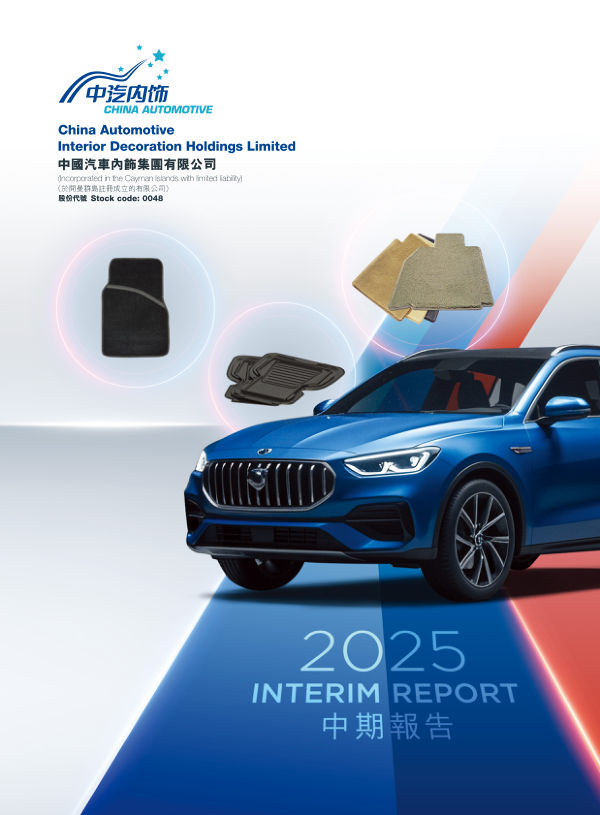 中汽内饰
CHINA AUTOMOTIVE
China Automotive
Interior Decoration Holdings Limited
中國汽車內飾集團有限公司
(Incorporated in the Cayman Islands with limited liability)
(於開曼群島註冊成立的有限公司)
股份代號 Stock code: 0048
2025
INTERIM REPORT
中期報告